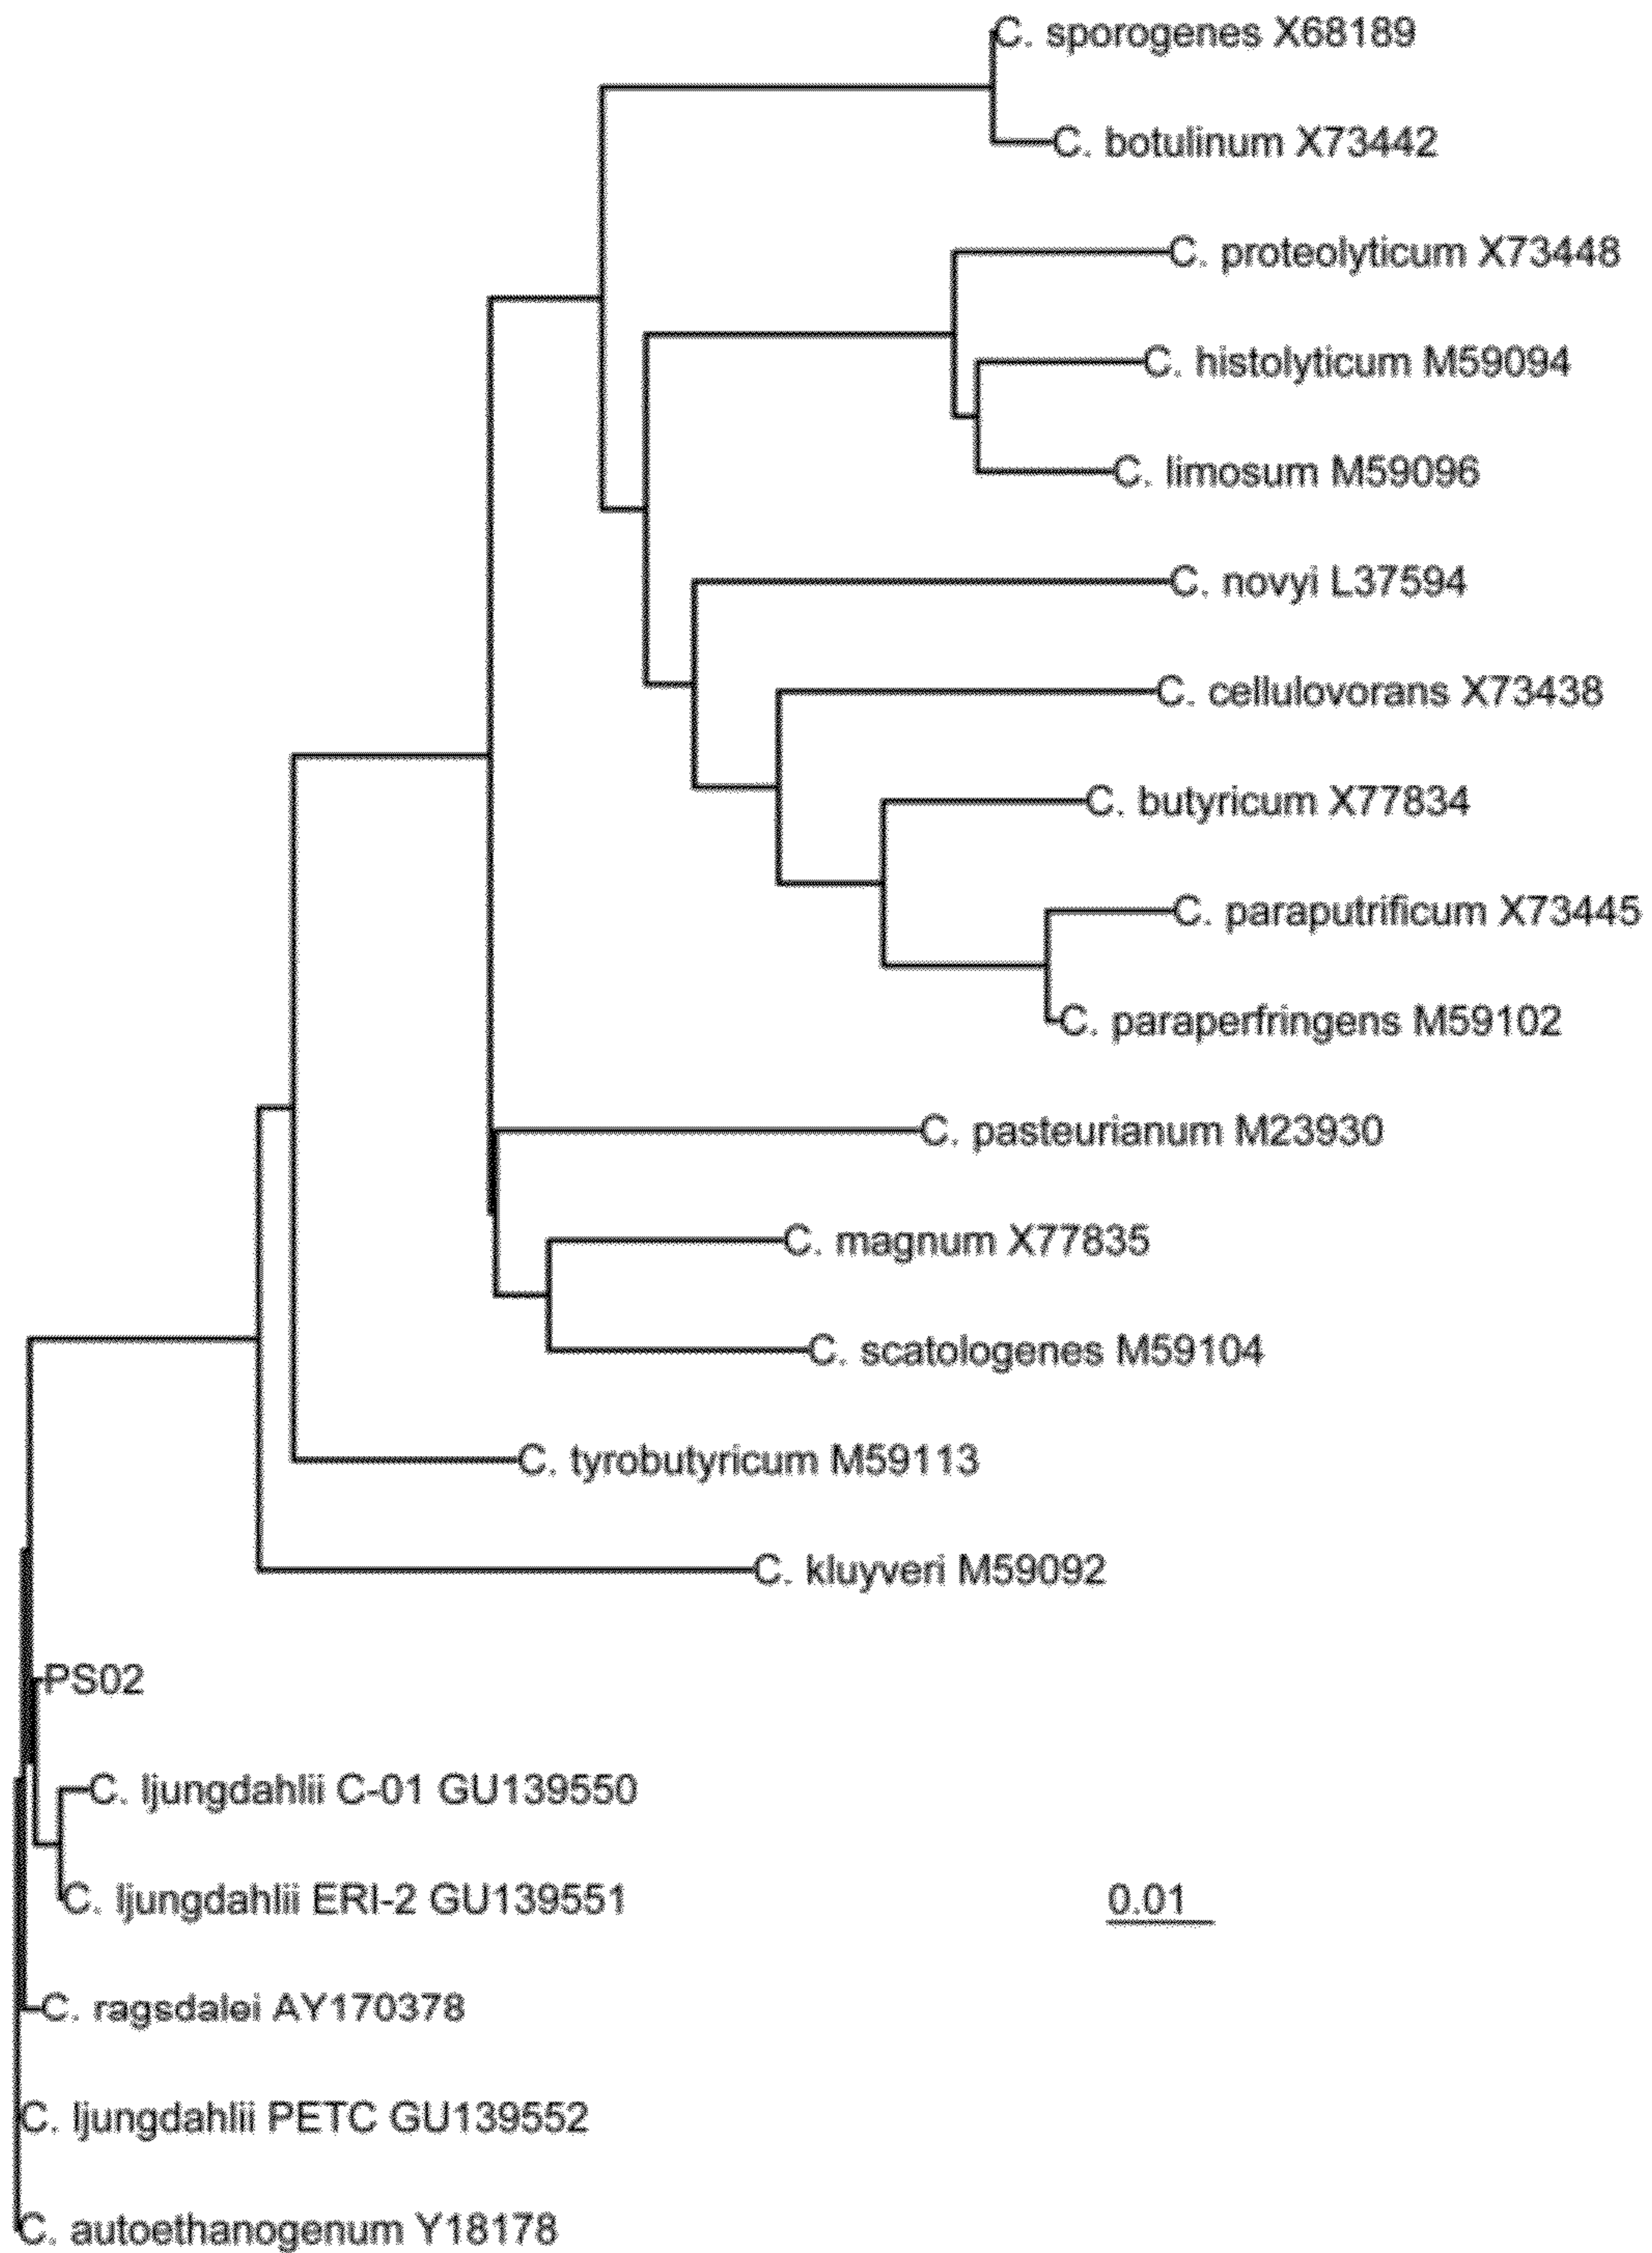 C. sporogenes X68189
C. botulinum X73442
C. proteolyticum X73448
C. histolyticum M59094
C. limosum M59096
C. novyi L37594
C. cellulovorans X73438
C. butyricum X77834
C. paraputrificum X73445
C. paraperfringens M59102
C. pasteurianum M23930
C. magnum X77835
C. scatologenes M59104
C. tyrobutyricum M59113
C. kluyveri M59092
PS02
C. ljungdahlii C-01 GU139550
C. ljungdahlii ERI-2 GU139551
0.01
C. ragsdalei AY170378
C. ljungdahlii PETC GU139552
C. autoethanogenum Y18178